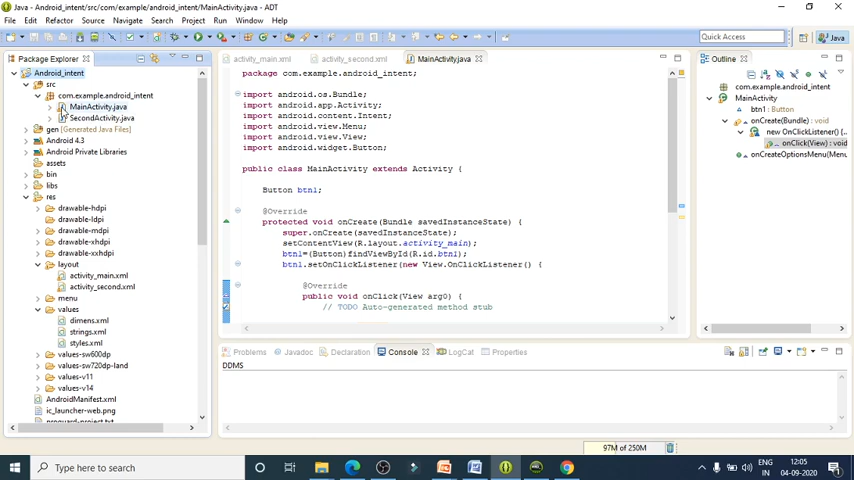 Java - Android_intent/src/com/example/android_intent/MainActivity.java - ADT
File Edit Refactor Source Navigate Search Project Run Window Help
Quick Access
Java
Package Explorer
Android_intent
src
com.example.android_intent
MainActivity.java
SecondActivity.java
gen [Generated Java Files]
Android 4.3
Android Private Libraries
assets
bin
libs
res
drawable-hdpi
drawable-ldpi
drawable-mdpi
drawable-xhdpi
drawable-xxhdpi
layout
activity_main.xml
activity_second.xml
menu
values
dimens.xml
strings.xml
styles.xml
values-sw600dp
values-sw720dp-land
values-v11
values-v14
AndroidManifest.xml
ic_launcher-web.png
proguard-project.txt
activity_main.xml activity_second.xml MainActivity.java
package com.example.android_intent;
import android.os.Bundle;
import android.app.Activity;
import android.content.Intent;
import android.view.Menu;
import android.view.View;
import android.widget.Button;
public class MainActivity extends Activity {
Button btn1;
@Override
protected void onCreate(Bundle savedInstanceState) {
super.onCreate(savedInstanceState);
setContentView(R.layout.activity_main);
btn1=(Button)findViewById(R.id.btn1);
btn1.setOnClickListener(new View.OnClickListener() {
@Override
public void onClick(View arg0) {
// TODO Auto-generated method stub
Outline
com.example.android_intent
MainActivity
btn1 : Button
onCreate(Bundle) : void
new OnClickListener() {
onClick(View) : void
onCreateOptionsMenu(Menu
Problems Javadoc Declaration Console LogCat Properties
DDMS
97M of 250M
Type here to search
ENG
IN
12:05
04-09-2020